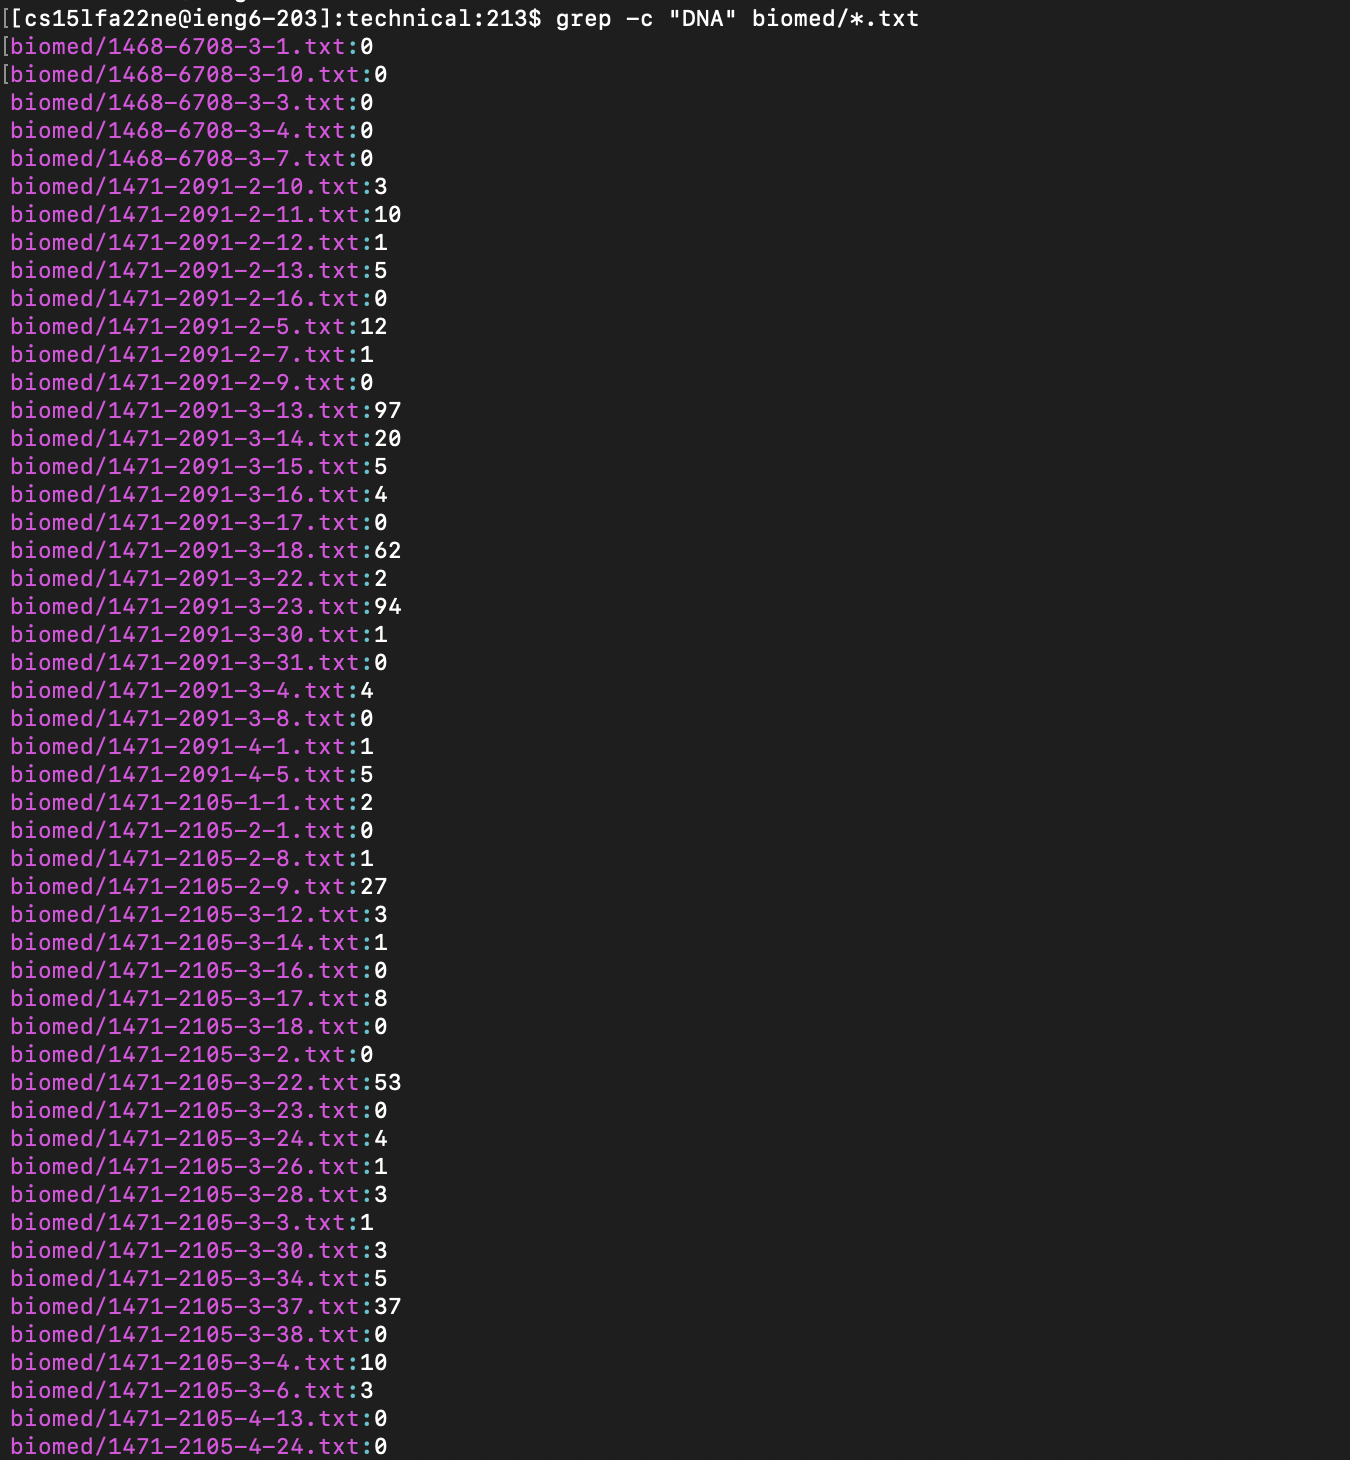 [[cs15lfa22ne@ieng6-203]:technical:213$ grep -c "DNA" biomed/*.txt
[biomed/1468-6708-3-1.txt:0
[biomed/1468-6708-3-10.txt:0
biomed/1468-6708-3-3.txt:0
biomed/1468-6708-3-4.txt:0
biomed/1468-6708-3-7.txt:0
biomed/1471-2091-2-10.txt:3
biomed/1471-2091-2-11.txt:10
biomed/1471-2091-2-12.txt:1
biomed/1471-2091-2-13.txt:5
biomed/1471-2091-2-16.txt:0
biomed/1471-2091-2-5.txt:12
biomed/1471-2091-2-7.txt:1
biomed/1471-2091-2-9.txt:0
biomed/1471-2091-3-13.txt:97
biomed/1471-2091-3-14.txt:20
biomed/1471-2091-3-15.txt:5
biomed/1471-2091-3-16.txt:4
biomed/1471-2091-3-17.txt:0
biomed/1471-2091-3-18.txt:62
biomed/1471-2091-3-22.txt:2
biomed/1471-2091-3-23.txt:94
biomed/1471-2091-3-30.txt:1
biomed/1471-2091-3-31.txt:0
biomed/1471-2091-3-4.txt:4
biomed/1471-2091-3-8.txt:0
biomed/1471-2091-4-1.txt:1
biomed/1471-2091-4-5.txt:5
biomed/1471-2105-1-1.txt:2
biomed/1471-2105-2-1.txt:0
biomed/1471-2105-2-8.txt:1
biomed/1471-2105-2-9.txt:27
biomed/1471-2105-3-12.txt:3
biomed/1471-2105-3-14.txt:1
biomed/1471-2105-3-16.txt:0
biomed/1471-2105-3-17.txt:8
biomed/1471-2105-3-18.txt:0
biomed/1471-2105-3-2.txt:0
biomed/1471-2105-3-22.txt:53
biomed/1471-2105-3-23.txt:0
biomed/1471-2105-3-24.txt:4
biomed/1471-2105-3-26.txt:1
biomed/1471-2105-3-28.txt:3
biomed/1471-2105-3-3.txt:1
biomed/1471-2105-3-30.txt:3
biomed/1471-2105-3-34.txt:5
biomed/1471-2105-3-37.txt:37
biomed/1471-2105-3-38.txt:0
biomed/1471-2105-3-4.txt:10
biomed/1471-2105-3-6.txt:3
biomed/1471-2105-4-13.txt:0
biomed/1471-2105-4-24.txt:0